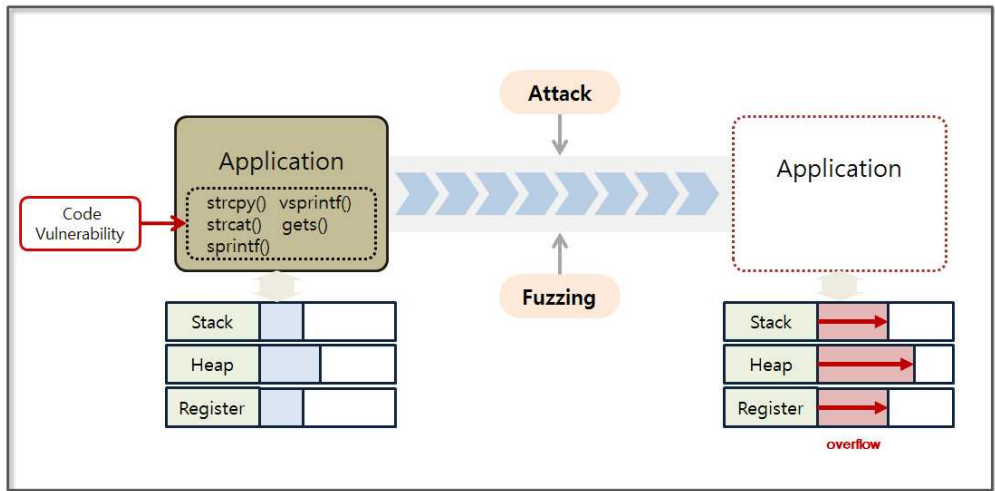 Attack
Application
Application
strcpy() vsprintf()
strcat() gets()
sprintf()
Code
Vulnerability
Fuzzing
Stack
Heap
Register
Stack
Heap
Register
overflow